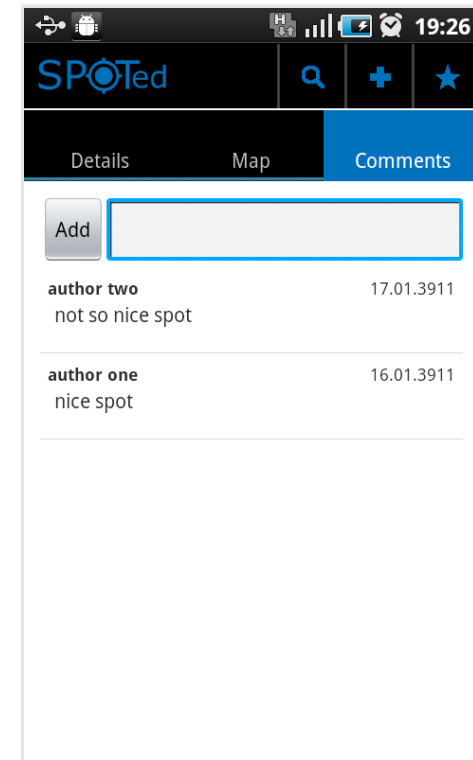 H 19:26
SPOTed
Details Map Comments
Add
author two 17.01.3911
not so nice spot
author one 16.01.3911
nice spot